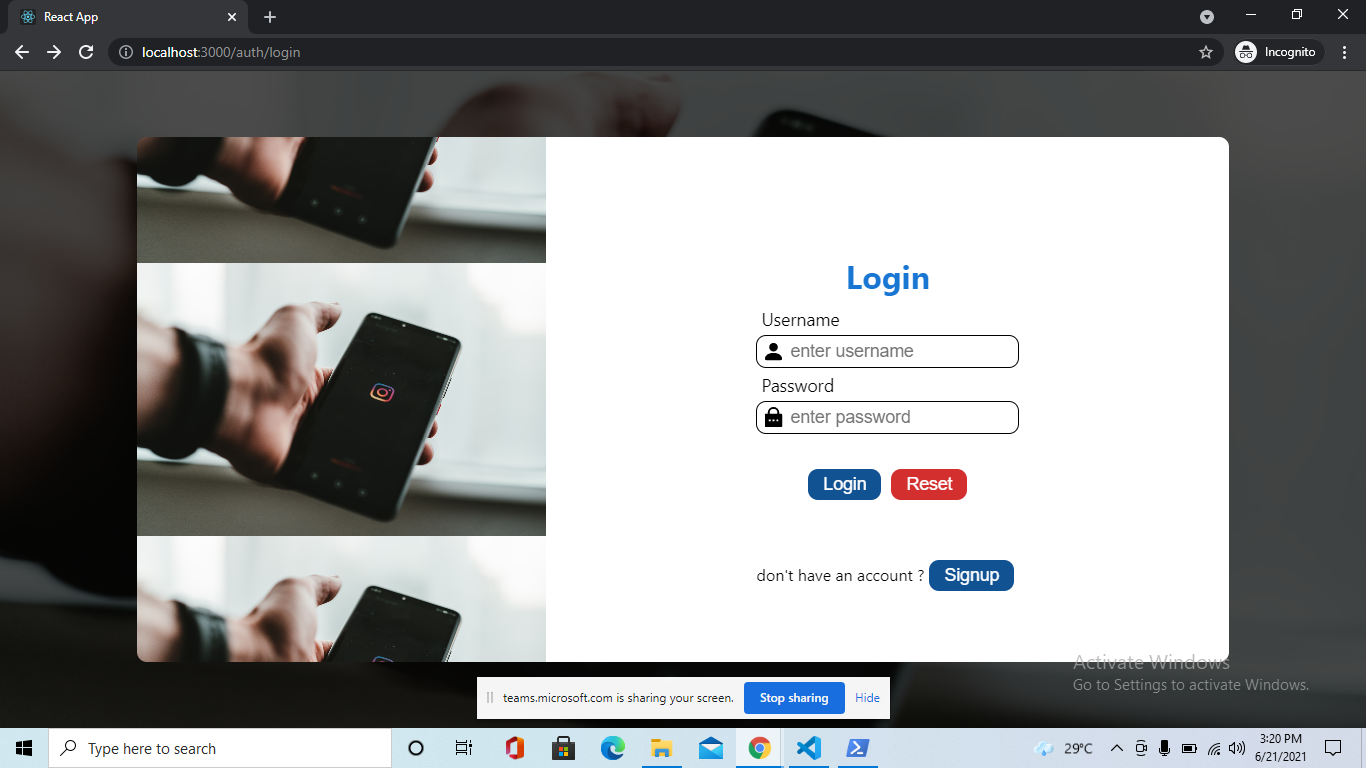 React App
localhost:3000/auth/login
Incognito
Login
Username
enter username
Password
enter password
Login Reset
don't have an account ? Signup
Activate Windows
Go to Settings to activate Windows.
teams.microsoft.com is sharing your screen. Stop sharing Hide
Type here to search
29°C
3:20 PM
6/21/2021